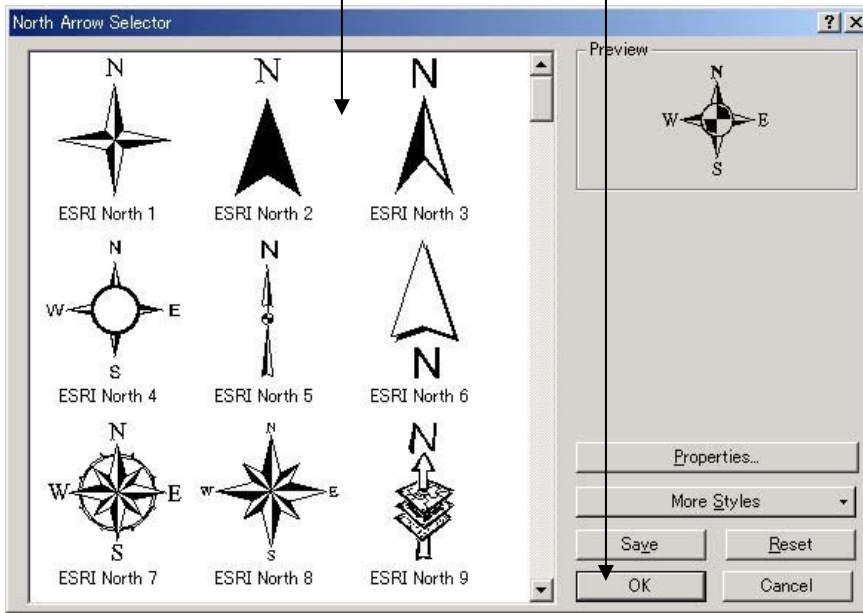 North Arrow Selector
? X
N N N
ESRI North 1 ESRI North 2 ESRI North 3
N N
W E
S N
ESRI North 4 ESRI North 5 ESRI North 6
N N N
W E W E
S S
ESRI North 7 ESRI North 8 ESRI North 9
Preview
N
W E
S
Properties...
More Styles
Save Reset
OK Cancel